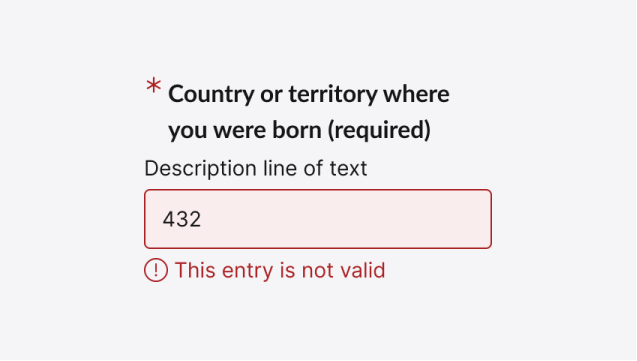 * Country or territory where
you were born (required)
Description line of text
432
This entry is not valid